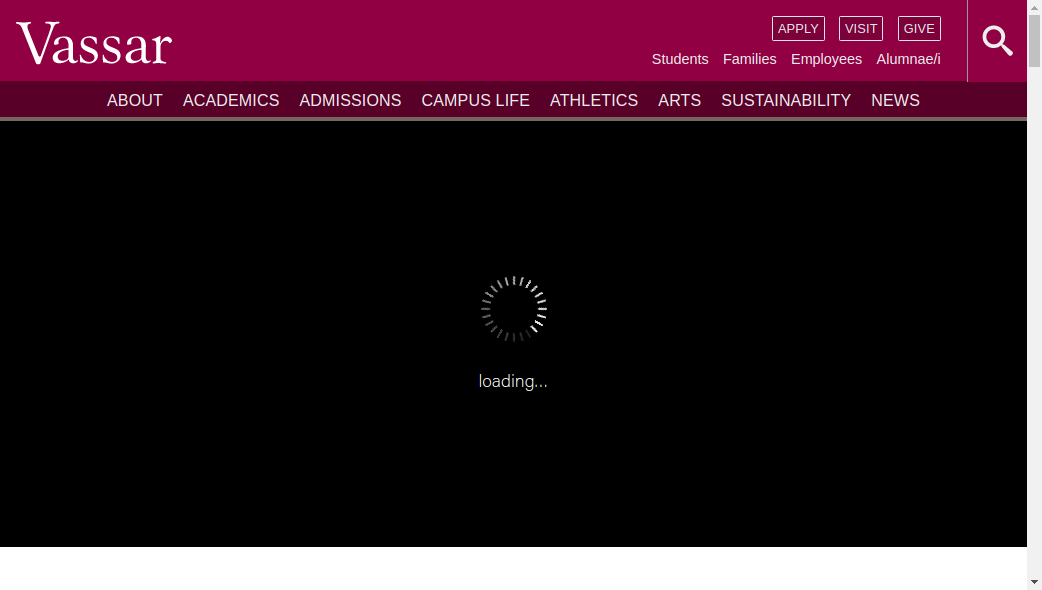 Vassar
APPLY VISIT GIVE
Students Families Employees Alumnae/i
ABOUT ACADEMICS ADMISSIONS CAMPUS LIFE ATHLETICS ARTS SUSTAINABILITY NEWS
loading...